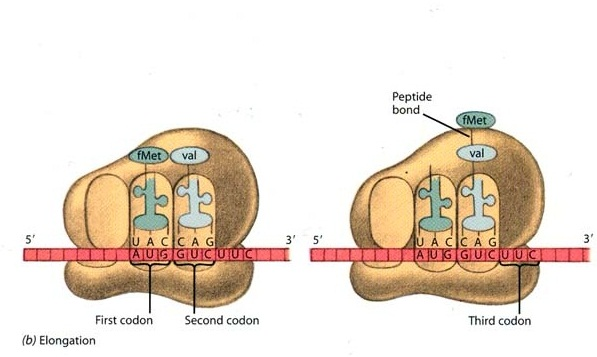 Peptide
bond
fMet
val
fMet val
U A C C A G
U A C C A G
5' 3'
5' 3'
A U G G U C U U C
A U G G U C U U C
First codon Second codon
Third codon
(b) Elongation